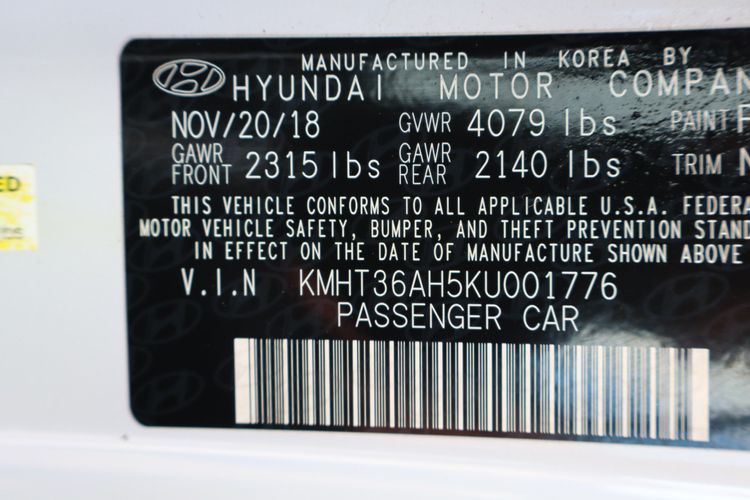 MANUFACTURED IN KOREA BY
HYUNDAI MOTOR COMPAN
NOV/20/18 GVWR 4079 lbs PAINT
GAWR FRONT 2315 lbs GAWR REAR 2140 lbs TRIM
THIS VEHICLE CONFORMS TO ALL APPLICABLE U.S.A. FEDERA
MOTOR VEHICLE SAFETY, BUMPER, AND THEFT PREVENTION STAND
IN EFFECT ON THE DATE OF MANUFACTURE SHOWN ABOVE
V.I.N KMHT36AH5KU001776
PASSENGER CAR
ED